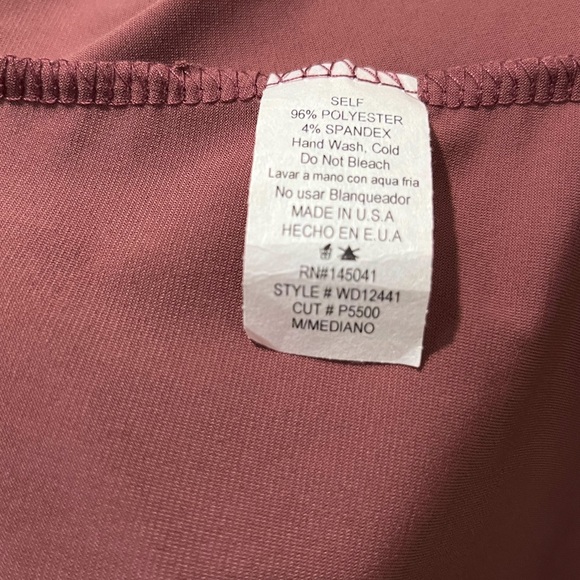 SELF
96% POLYESTER
4% SPANDEX
Hand Wash, Cold
Do Not Bleach
Lavar a mano con aqua fria
No usar Blanqueador
MADE IN U.S.A
HECHO EN E.U.A
RN#145041
STYLE # WD12441
CUT # P5500
M/MEDIANO